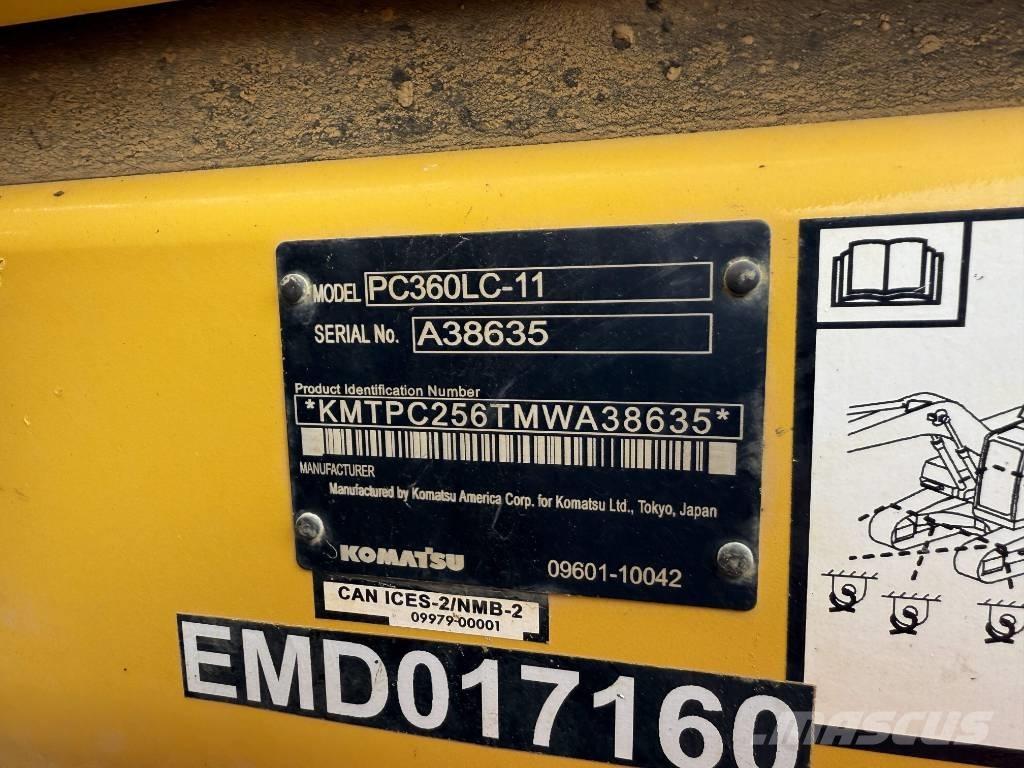 MODEL PC360LC-11
SERIAL No. A38635
Product Identification Number
*KMTPC256TMWA38635*
MANUFACTURER
Manufactured by Komatsu America Corp. for Komatsu Ltd., Tokyo, Japan
KOMATSU 09601-10042
CAN ICES-2/NMB-2
09979-00001
EMD017160
MASCUS